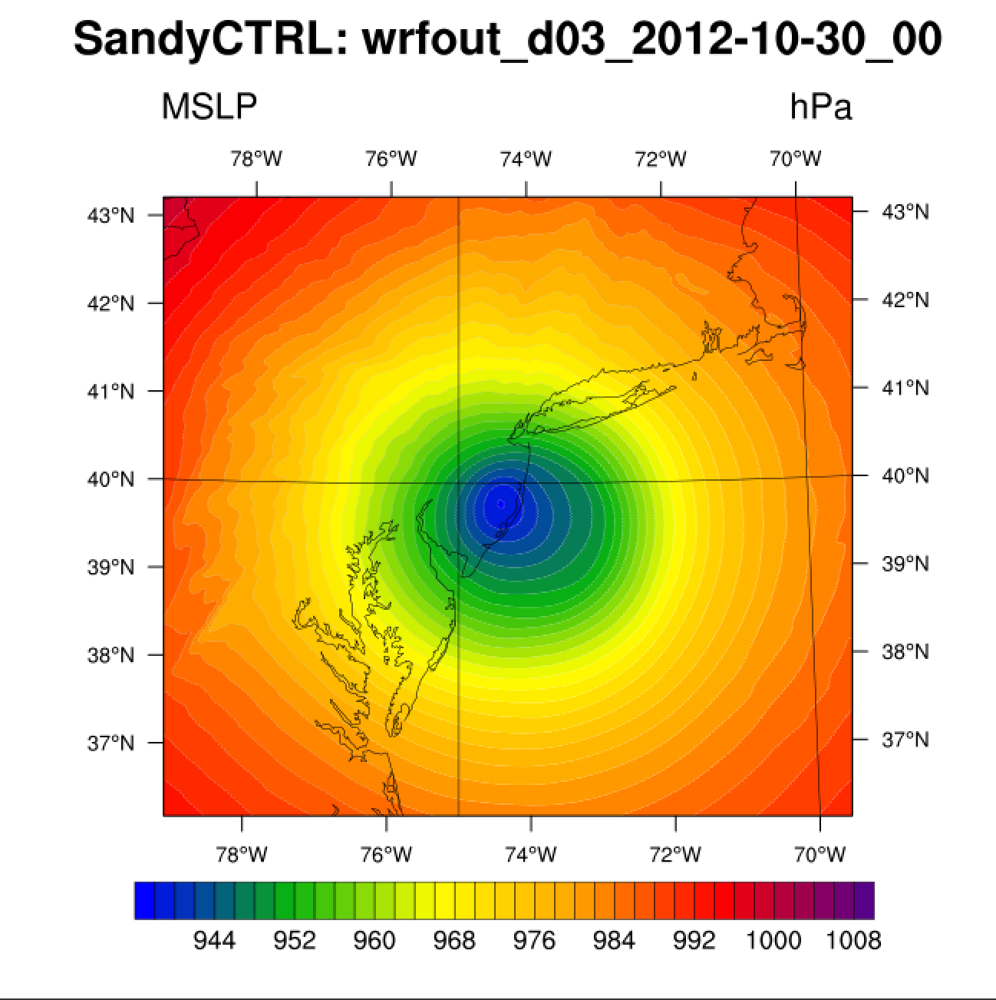 SandyCTRL: wrfout_d03_2012-10-30_00
MSLP hPa
78°W 76°W 74°W 72°W 70°W
43°N 43°N
42°N 42°N
41°N 41°N
40°N 40°N
39°N 39°N
38°N 38°N
37°N 37°N
78°W 76°W 74°W 72°W 70°W
944 952 960 968 976 984 992 1000 1008